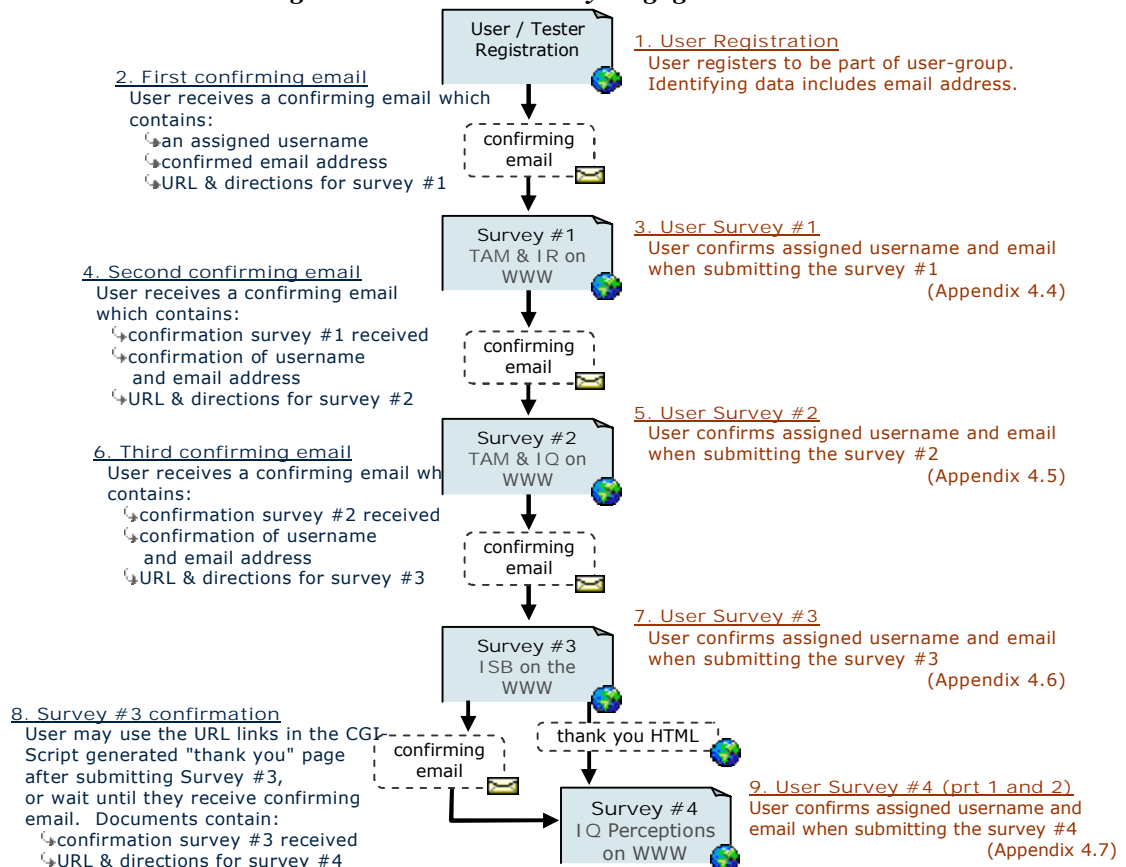 User / Tester
Registration
1. User Registration
User registers to be part of user-group.
Identifying data includes email address.
2. First confirming email
User receives a confirming email which
contains:
an assigned username
confirmed email address
URL & directions for survey #1
confirming
email
Survey #1
TAM & IR on
WWW
3. User Survey #1
User confirms assigned username and email
when submitting the survey #1
(Appendix 4.4)
4. Second confirming email
User receives a confirming email
which contains:
confirmation survey #1 received
confirmation of username
and email address
URL & directions for survey #2
confirming
email
Survey #2
TAM & IQ on
WWW
5. User Survey #2
User confirms assigned username and email
when submitting the survey #2
(Appendix 4.5)
6. Third confirming email
User receives a confirming email wh
contains:
confirmation survey #2 received
confirmation of username
and email address
URL & directions for survey #3
confirming
email
Survey #3
ISB on the
WWW
7. User Survey #3
User confirms assigned username and email
when submitting the survey #3
(Appendix 4.6)
8. Survey #3 confirmation
User may use the URL links in the CGI-
Script generated "thank you" page
after submitting Survey #3,
or wait until they receive confirming
email. Documents contain:
confirmation survey #3 received
URL & directions for survey #4
confirming
email
thank you HTML
Survey #4
IQ Perceptions
on WWW
9. User Survey #4 (prt 1 and 2)
User confirms assigned username and
email when submitting the survey #4
(Appendix 4.7)